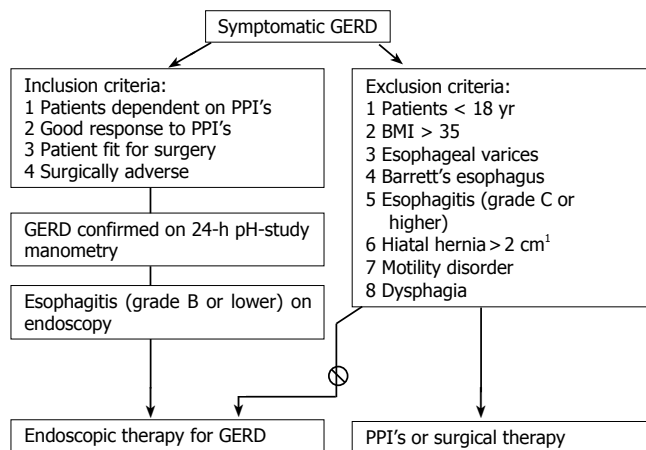 Symptomatic GERD
Inclusion criteria:
1 Patients dependent on PPI's
2 Good response to PPI's
3 Patient fit for surgery
4 Surgically adverse
GERD confirmed on 24-h pH-study
manometry
Esophagitis (grade B or lower) on
endoscopy
Exclusion criteria:
1 Patients < 18 yr
2 BMI > 35
3 Esophageal varices
4 Barrett's esophagus
5 Esophagitis (grade C or
higher)
6 Hiatal hernia > 2 cm¹
7 Motility disorder
8 Dysphagia
Endoscopic therapy for GERD
PPI's or surgical therapy